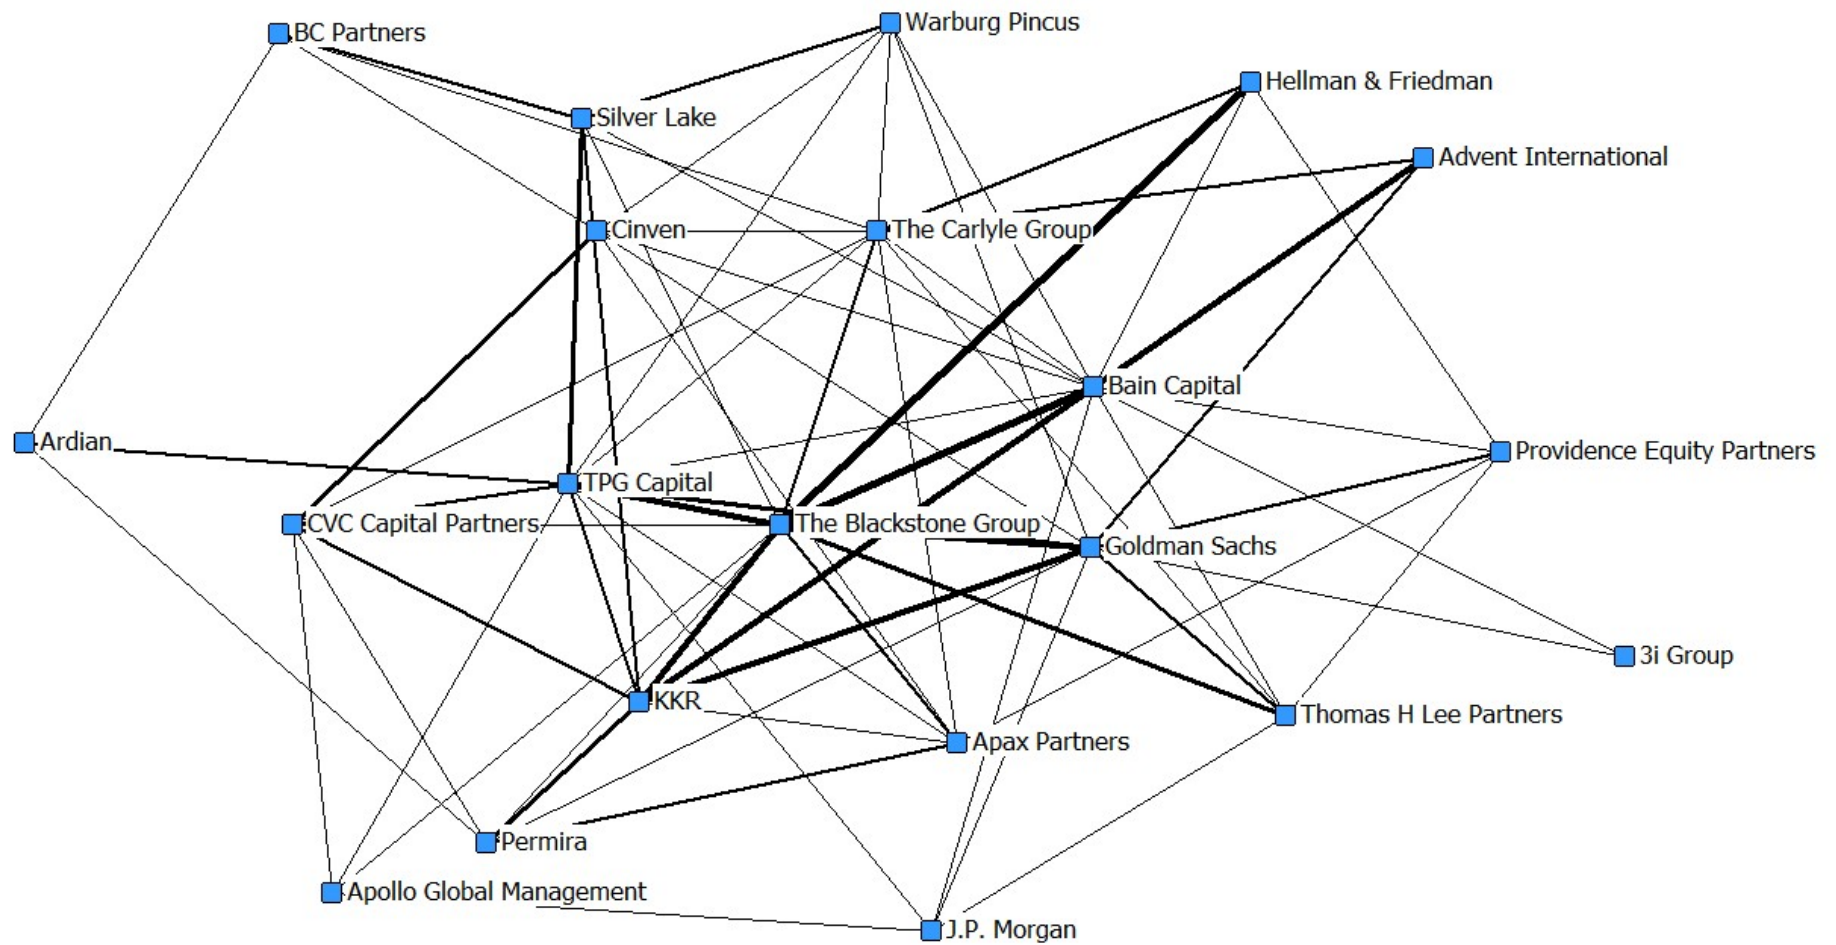 Warburg Pincus
BC Partners
Hellman & Friedman
Silver Lake
Advent International
Cinven
The Carlyle Group
Bain Capital
Ardian
Providence Equity Partners
TPG Capital
CVC Capital Partners
The Blackstone Group
Goldman Sachs
3i Group
KKR
Thomas H Lee Partners
Apax Partners
Permira
Apollo Global Management
J.P. Morgan